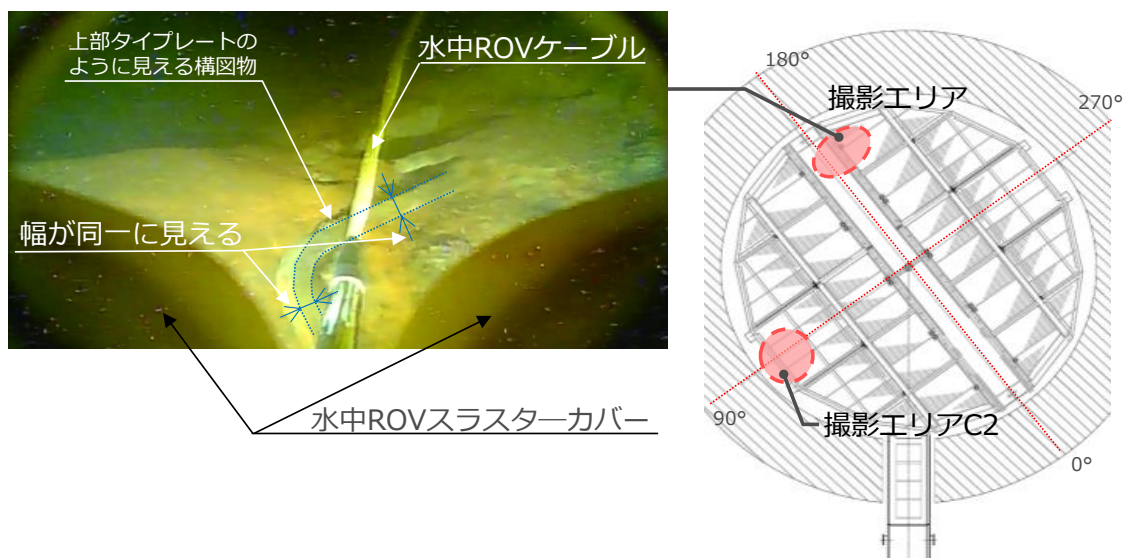 上部タイプレートの
ように見える構図物
水中ROVケーブル
幅が同一に見える
水中ROVスラスタ―カバー
180°
撮影エリア
270°
90°
撮影エリアC2
0°